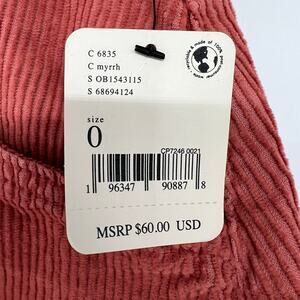 C 6835
C myrrh
S OB1543115
S 68694124
size
0
CP7246 0021
1 96347 90887 8
MSRP $60.00 USD